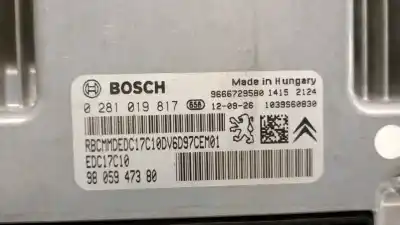 BOSCH
Made in Hungary
9666729580 1415 2124
0 281 019 817 658 12-09-26 1039S60830
RBCMMDEDC17C10DV6D97CEM01
EDC17C10
98 059 473 80